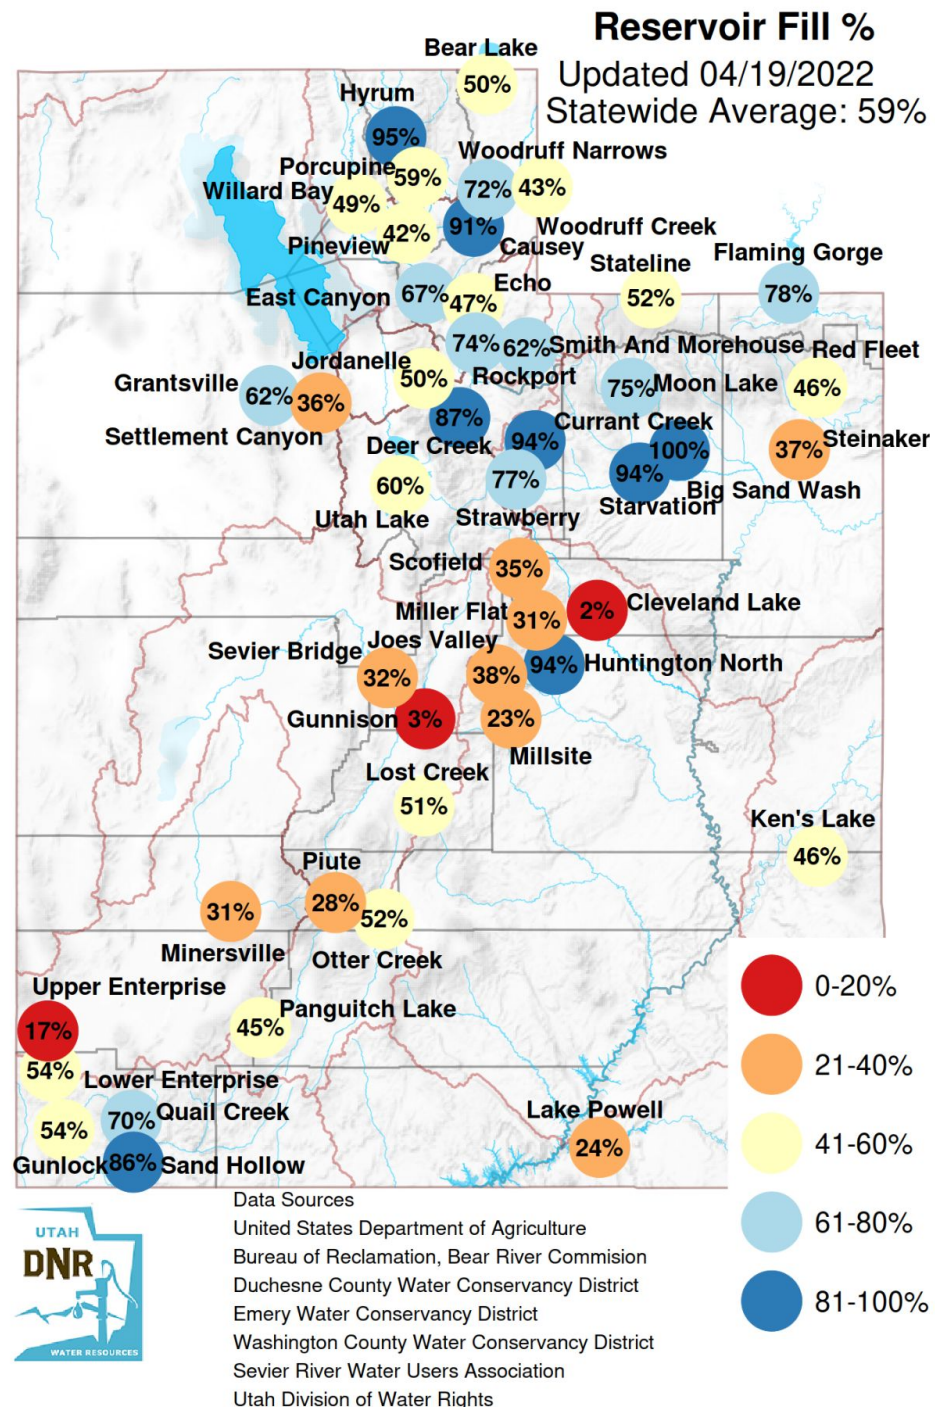 Reservoir Fill %
Updated 04/19/2022
Statewide Average: 59%
Bear Lake
50%
Hyrum
95%
Woodruff Narrows
Porcupine
59%
72%
43%
Willard Bay
49%
Woodruff Creek
91%
42%
Pineview
Causey
Flaming Gorge
Stateline
Echo
East Canyon
67%
47%
52%
78%
74%
62%
Smith And Morehouse
Red Fleet
Jordanelle
50%
Rockport
75%
Moon Lake
46%
Grantsville
62%
36%
87%
Currant Creek
Settlement Canyon
Deer Creek
94%
100%
37%
Steinaker
60%
77%
94%
Big Sand Wash
Starvation
Utah Lake
Strawberry
Scofield
35%
Miller Flat
31%
2%
Cleveland Lake
Joes Valley
Sevier Bridge
32%
38%
94%
Huntington North
Gunnison
3%
23%
Millsite
Lost Creek
51%
Ken's Lake
46%
Piute
28%
31%
52%
Minersville
Otter Creek
Upper Enterprise
17%
45%
Panguitch Lake
54%
Lower Enterprise
54%
70%
Quail Creek
Lake Powell
24%
Gunlock
86%
Sand Hollow
0-20%
21-40%
41-60%
61-80%
81-100%
UTAH
DNR
WATER RESOURCES
Data Sources
United States Department of Agriculture
Bureau of Reclamation, Bear River Commision
Duchesne County Water Conservancy District
Emery Water Conservancy District
Washington County Water Conservancy District
Sevier River Water Users Association
Utah Division of Water Rights